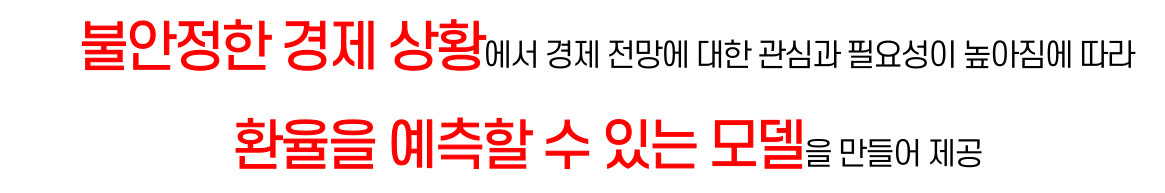 불안정한 경제 상황에서 경제 전망에 대한 관심과 필요성이 높아짐에 따라
환율을 예측할 수 있는 모델을 만들어 제공